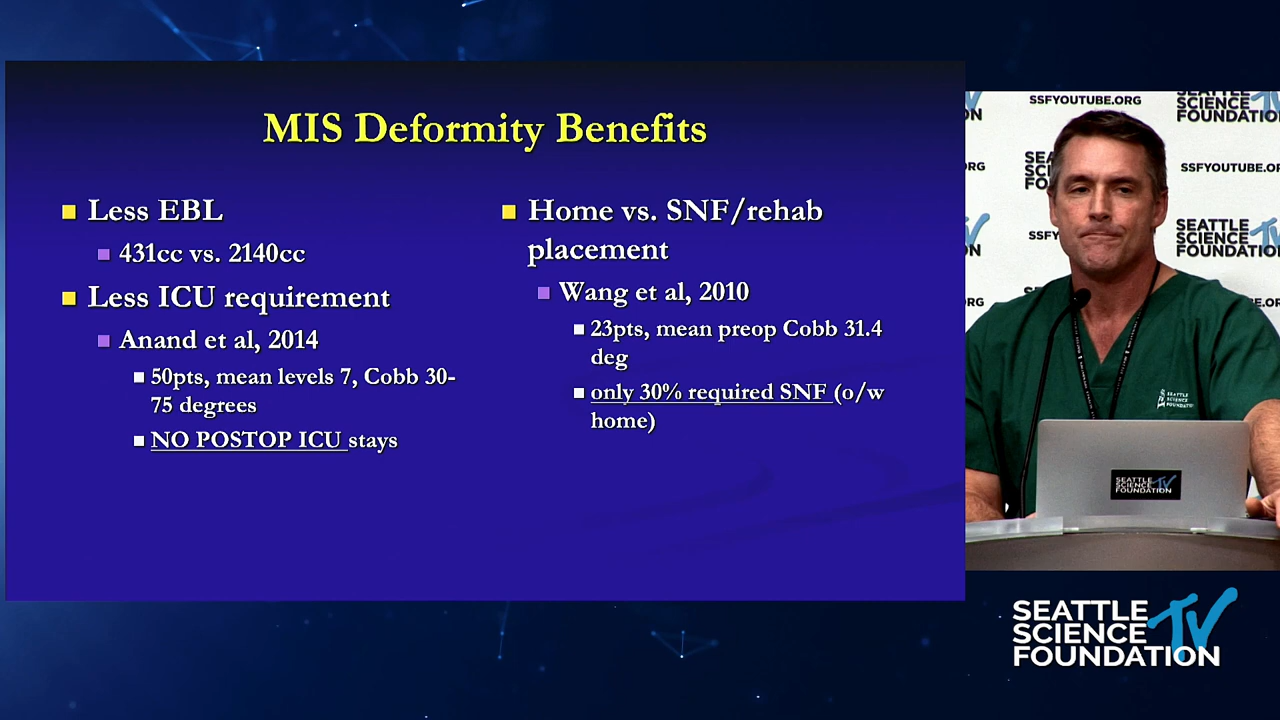 MIS Deformity Benefits
Less EBL
431cc vs. 2140cc
Less ICU requirement
Anand et al, 2014
50pts, mean levels 7, Cobb 30-
75 degrees
NO POSTOP ICU stays
Home vs. SNF/rehab
placement
Wang et al, 2010
23pts, mean preop Cobb 31.4
deg
only 30% required SNF (o/w
home)
SSFYOUTUBE.ORG
SEATTLE
SCIENCE
FOUNDATION
SSFYOUTUBE.OR
SEATTLE
SCIENCE
FOUNDATION
SEATTLE
SCIENCE
FOUNDATION
SEATTLE
SCIENCE
FOUNDATION
SEATTLE
SCIENCE TV
FOUNDATION